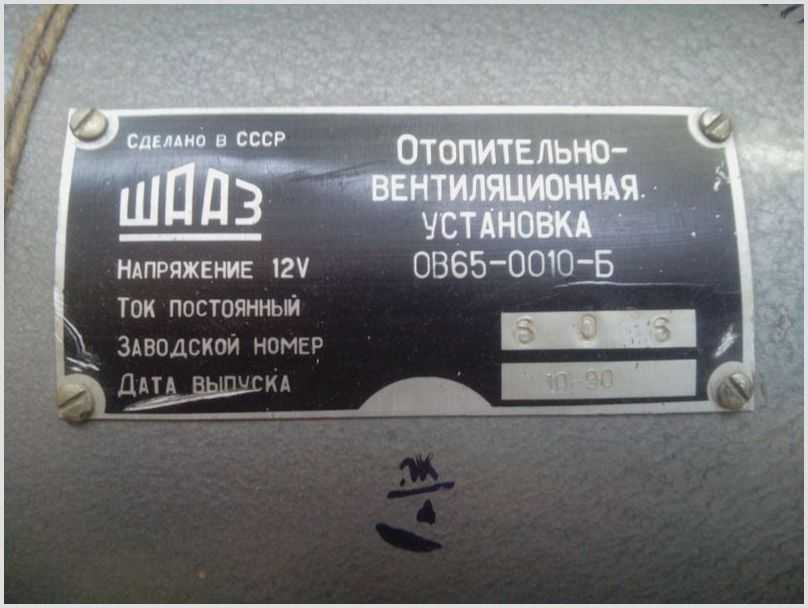 Сделано в СССР
ШААЗ
Отопительно-
вентиляционная
установка
ОВ65-0010-Б
Напряжение 12V
Ток постоянный
Заводской номер
Дата выпуска 10-90